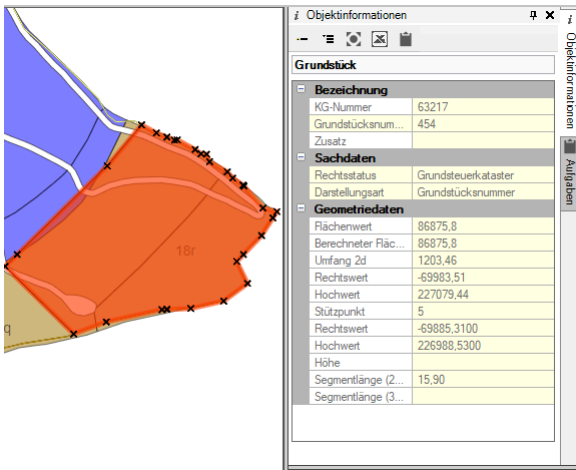 i Objektinformationen
Grundstück
Bezeichnung
KG-Nummer 63217
Grundstücksnum... 454
Zusatz
Sachdaten
Rechtsstatus Grundsteuerkataster
Darstellungsart Grundstücksnummer
Geometriedaten
Flächenwert 86875,8
Berechneter Fläc... 86875,8
Umfang 2d 1203,46
Rechtswert -69983,51
Hochwert 227079,44
Stützpunkt 5
Rechtswert -69885,3100
Hochwert 226988,5300
Höhe
Segmentlänge (2... 15,90
Segmentlänge (3...
18r
q
i Objektinformationen
Aufgaben